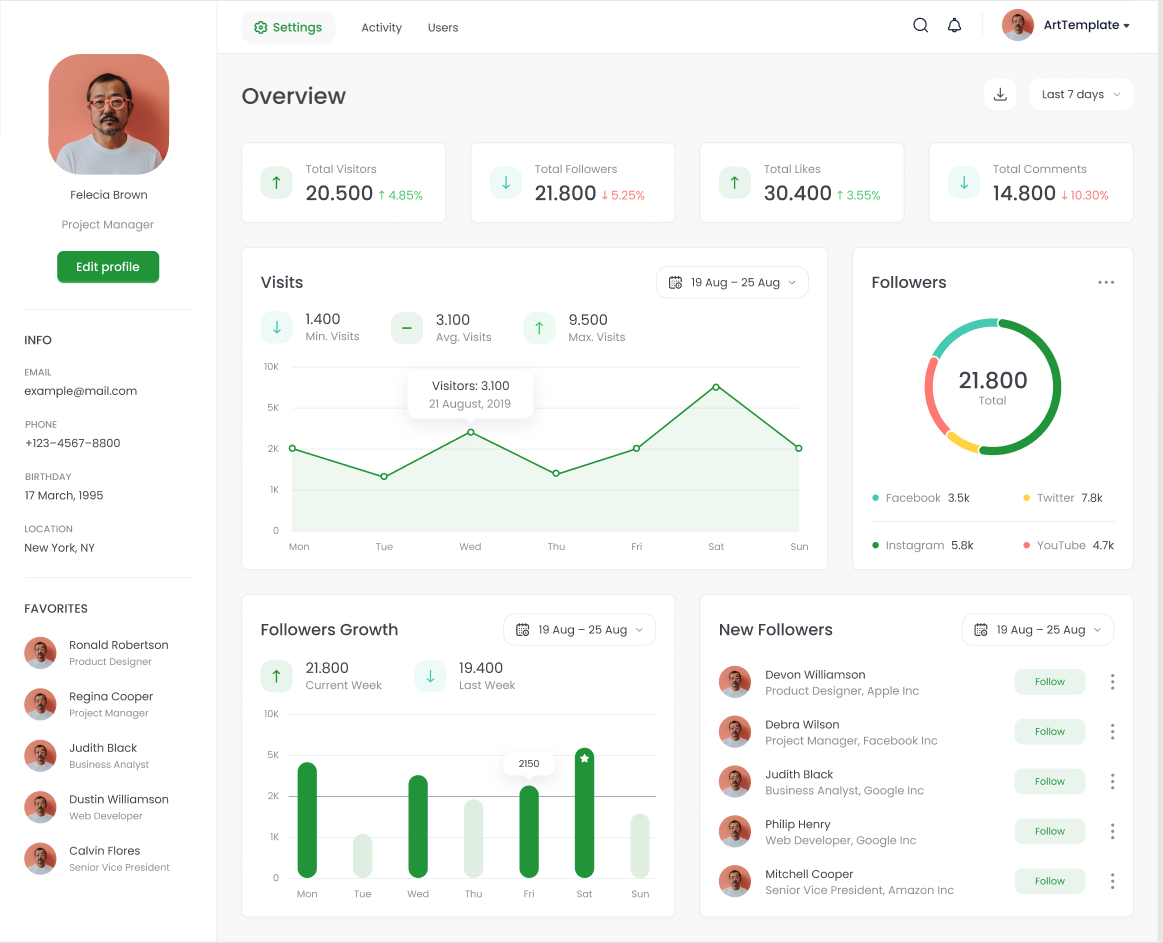 Settings
Activity
Users
ArtTemplate
Felecia Brown
Project Manager
Edit profile
INFO
EMAIL
example@mail.com
PHONE
+123–4567–8800
BIRTHDAY
17 March, 1995
LOCATION
New York, NY
FAVORITES
Ronald Robertson
Product Designer
Regina Cooper
Project Manager
Judith Black
Business Analyst
Dustin Williamson
Web Developer
Calvin Flores
Senior Vice President
Overview
Last 7 days
Total Visitors
20.500 ↑ 4.85%
Total Followers
21.800 ↓ 5.25%
Total Likes
30.400 ↑ 3.55%
Total Comments
14.800 ↓ 10.30%
Visits
19 Aug – 25 Aug
1.400
Min. Visits
3.100
Avg. Visits
9.500
Max. Visits
10K
5K
2K
1K
0
Visitors: 3.100
21 August, 2019
Mon Tue Wed Thu Fri Sat Sun
Followers
21.800
Total
Facebook 3.5k
Twitter 7.8k
Instagram 5.8k
YouTube 4.7k
Followers Growth
19 Aug – 25 Aug
21.800
Current Week
19.400
Last Week
10K
5K
2K
1K
0
2150
Mon Tue Wed Thu Fri Sat Sun
New Followers
19 Aug – 25 Aug
Devon Williamson
Product Designer, Apple Inc
Follow
Debra Wilson
Project Manager, Facebook Inc
Follow
Judith Black
Business Analyst, Google Inc
Follow
Philip Henry
Web Developer, Google Inc
Follow
Mitchell Cooper
Senior Vice President, Amazon Inc
Follow